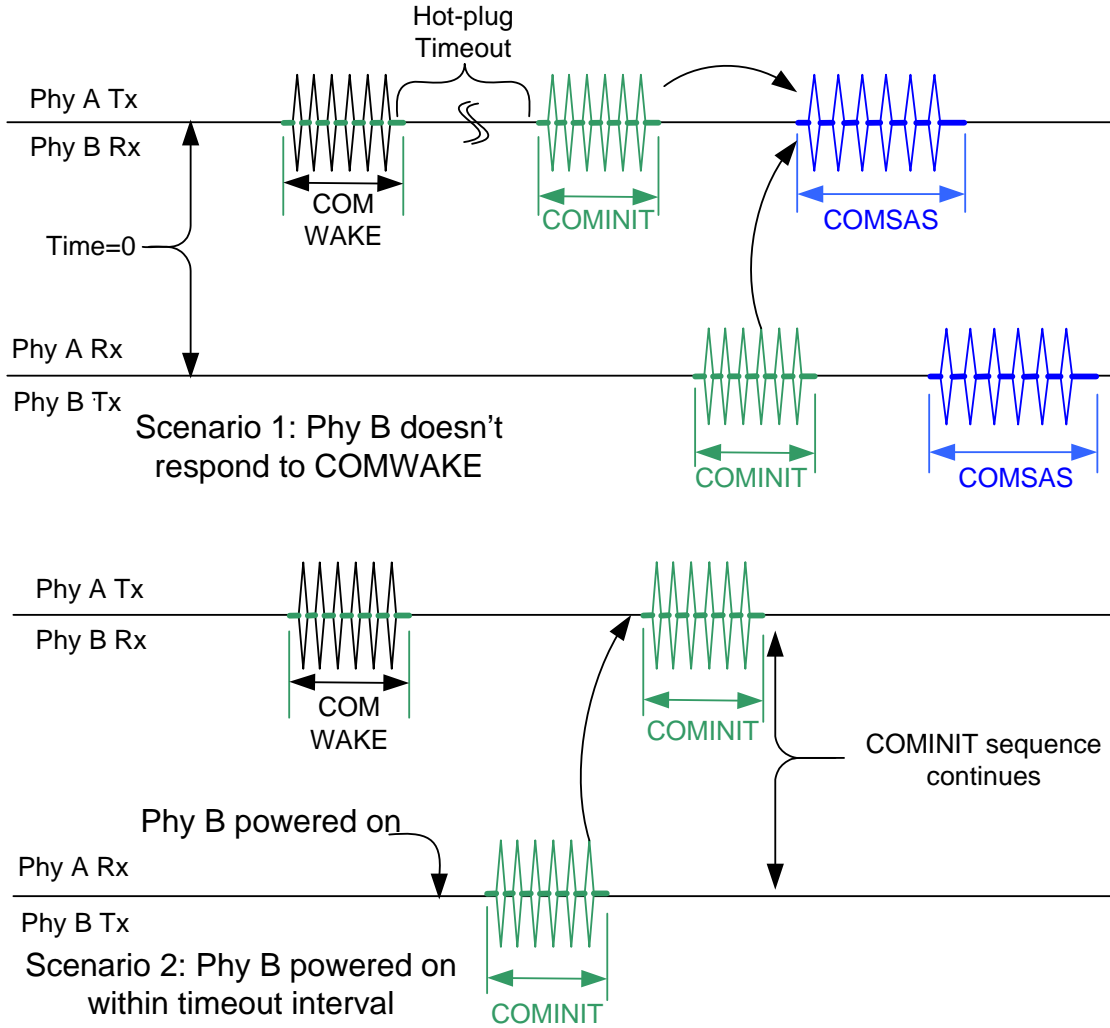 Hot-plug
Timeout
Phy A Tx
Phy B Rx
COM
WAKE
COMINIT
COMSAS
Time=0
Phy A Rx
Phy B Tx
Scenario 1: Phy B doesn’t
respond to COMWAKE
COMINIT
COMSAS
Phy A Tx
Phy B Rx
COM
WAKE
COMINIT
COMINIT sequence
continues
Phy B powered on
Phy A Rx
Phy B Tx
Scenario 2: Phy B powered on
within timeout interval
COMINIT